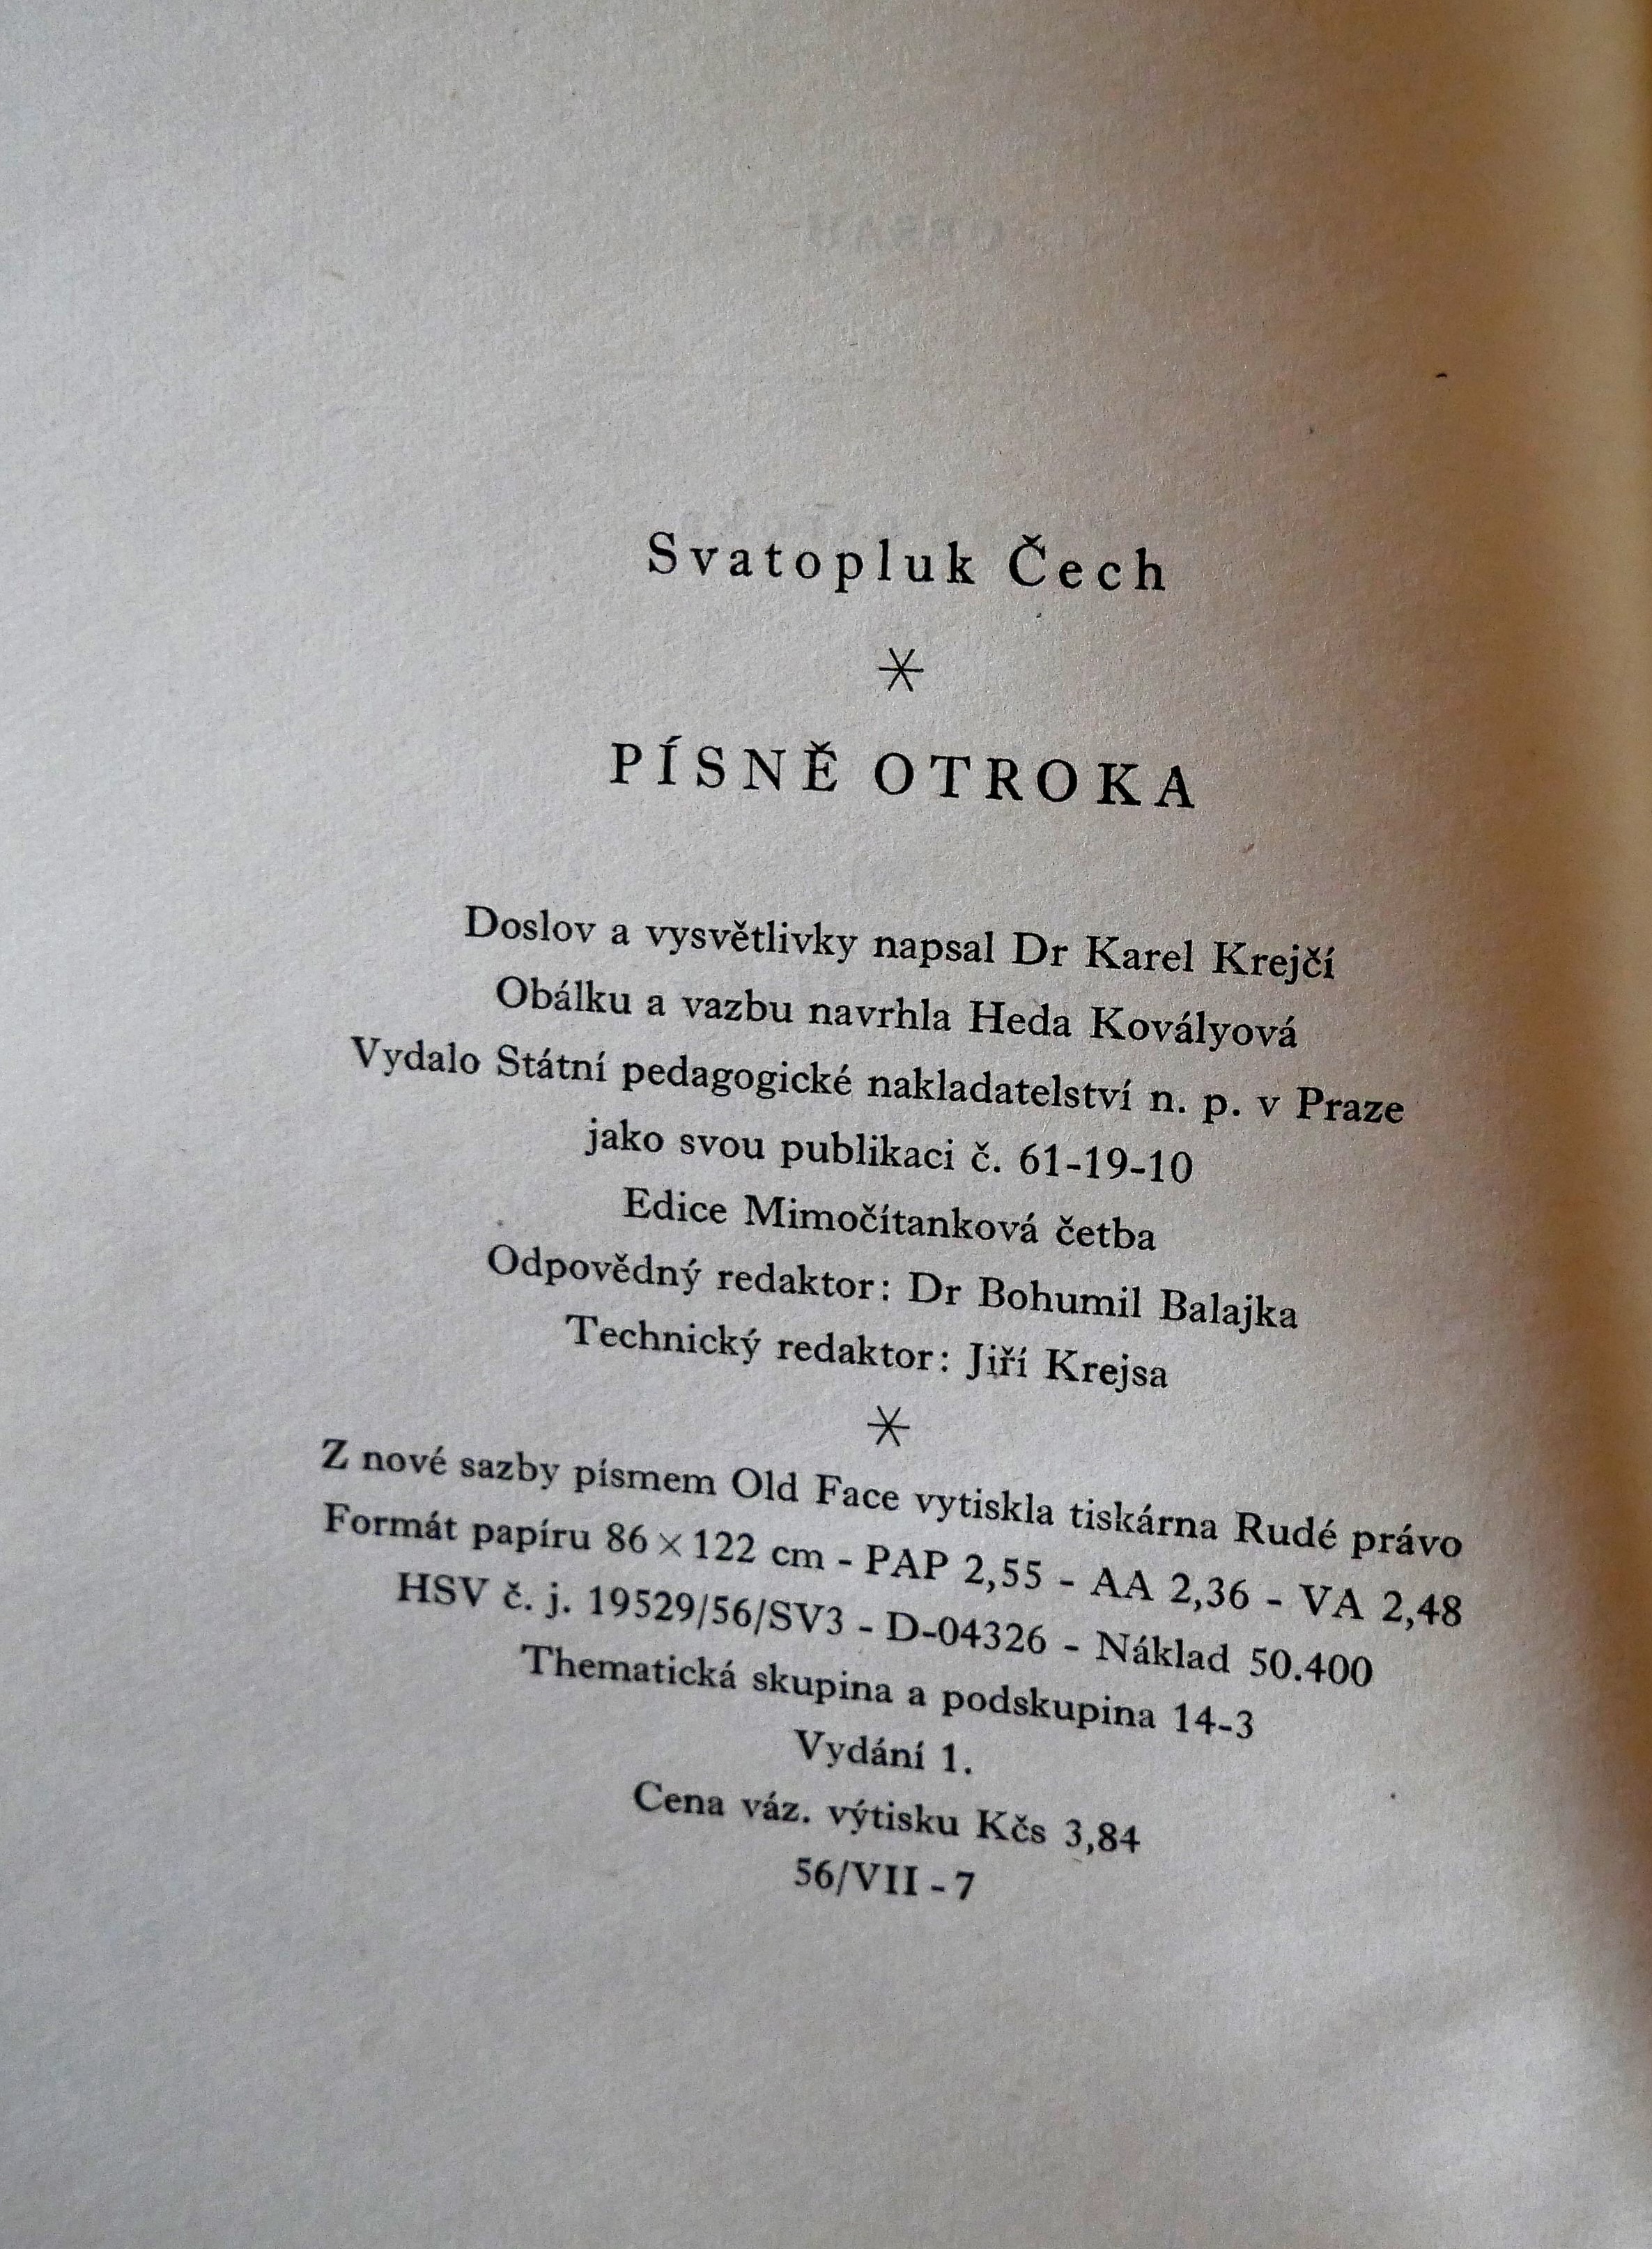 Svatopluk Čech
*
PÍSNĚ OTROKA
Doslov a vysvětlivky napsal Dr Karel Krejčí
Obálku a vazbu navrhla Heda Kovályová
Vydalo Státní pedagogické nakladatelství n. p. v Praze
jako svou publikaci č. 61-19-10
Edice Mimočítanková četba
Odpovědný redaktor: Dr Bohumil Balajka
Technický redaktor: Jiří Krejsa
*
Z nové sazby písmem Old Face vytiskla tiskárna Rudé právo
Formát papíru 86 × 122 cm - PAP 2,55 - AA 2,36 - VA 2,48
HSV č. j. 19529/56/SV3 - D-04326 - Náklad 50.400
Thematická skupina a podskupina 14-3
Vydání 1.
Cena váz. výtisku Kčs 3,84
56/VII - 7